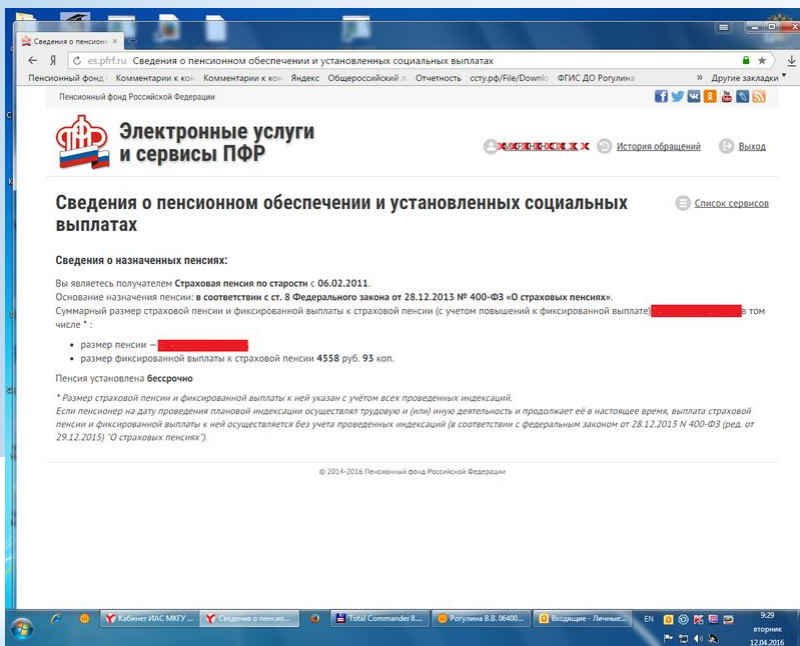 Сведения о пенсион
es.pfrf.ru Сведения о пенсионном обеспечении и установленных социальных выплатах
Пенсионный фонд Комментарии к кон Комментарии к кон Яндекс Общероссийский Отчетность ссту.рф/File/Downlo ФГИС ДО Рогулина » Другие закладки
Пенсионный фонд Российской Федерации
Электронные услуги
и сервисы ПФР
История обращений Выход
Сведения о пенсионном обеспечении и установленных социальных
выплатах
Список сервисов
Сведения о назначенных пенсиях:
Вы являетесь получателем Страховая пенсия по старости с 06.02.2011.
Основание назначения пенсии: в соответствии с ст. 8 Федерального закона от 28.12.2013 № 400-ФЗ «О страховых пенсиях».
Суммарный размер страховой пенсии и фиксированной выплаты к страховой пенсии (с учетом повышений к фиксированной выплате) в том
числе * :
• размер пенсии —
• размер фиксированной выплаты к страховой пенсии 4558 руб. 93 коп.
Пенсия установлена бессрочно
* Размер страховой пенсии и фиксированной выплаты к ней указан с учётом всех проведенных индексаций.
Если пенсионер на дату проведения плановой индексации осуществлял трудовую и (или) иную деятельность и продолжает её в настоящее время, выплата страховой
пенсии и фиксированной выплаты к ней осуществляется без учета проведенных индексаций (в соответствии с федеральным законом от 28.12.2013 N 400-ФЗ (ред. от
29.12.2015) "О страховых пенсиях").
© 2014-2016 Пенсионный фонд Российской Федерации
Кабинет ИАС МКГУ ... Сведения о пенсио... Total Commander 8.... Рогулина В.В. 06400... Входящие - Личные... EN
9:29
вторник
12.04.2016